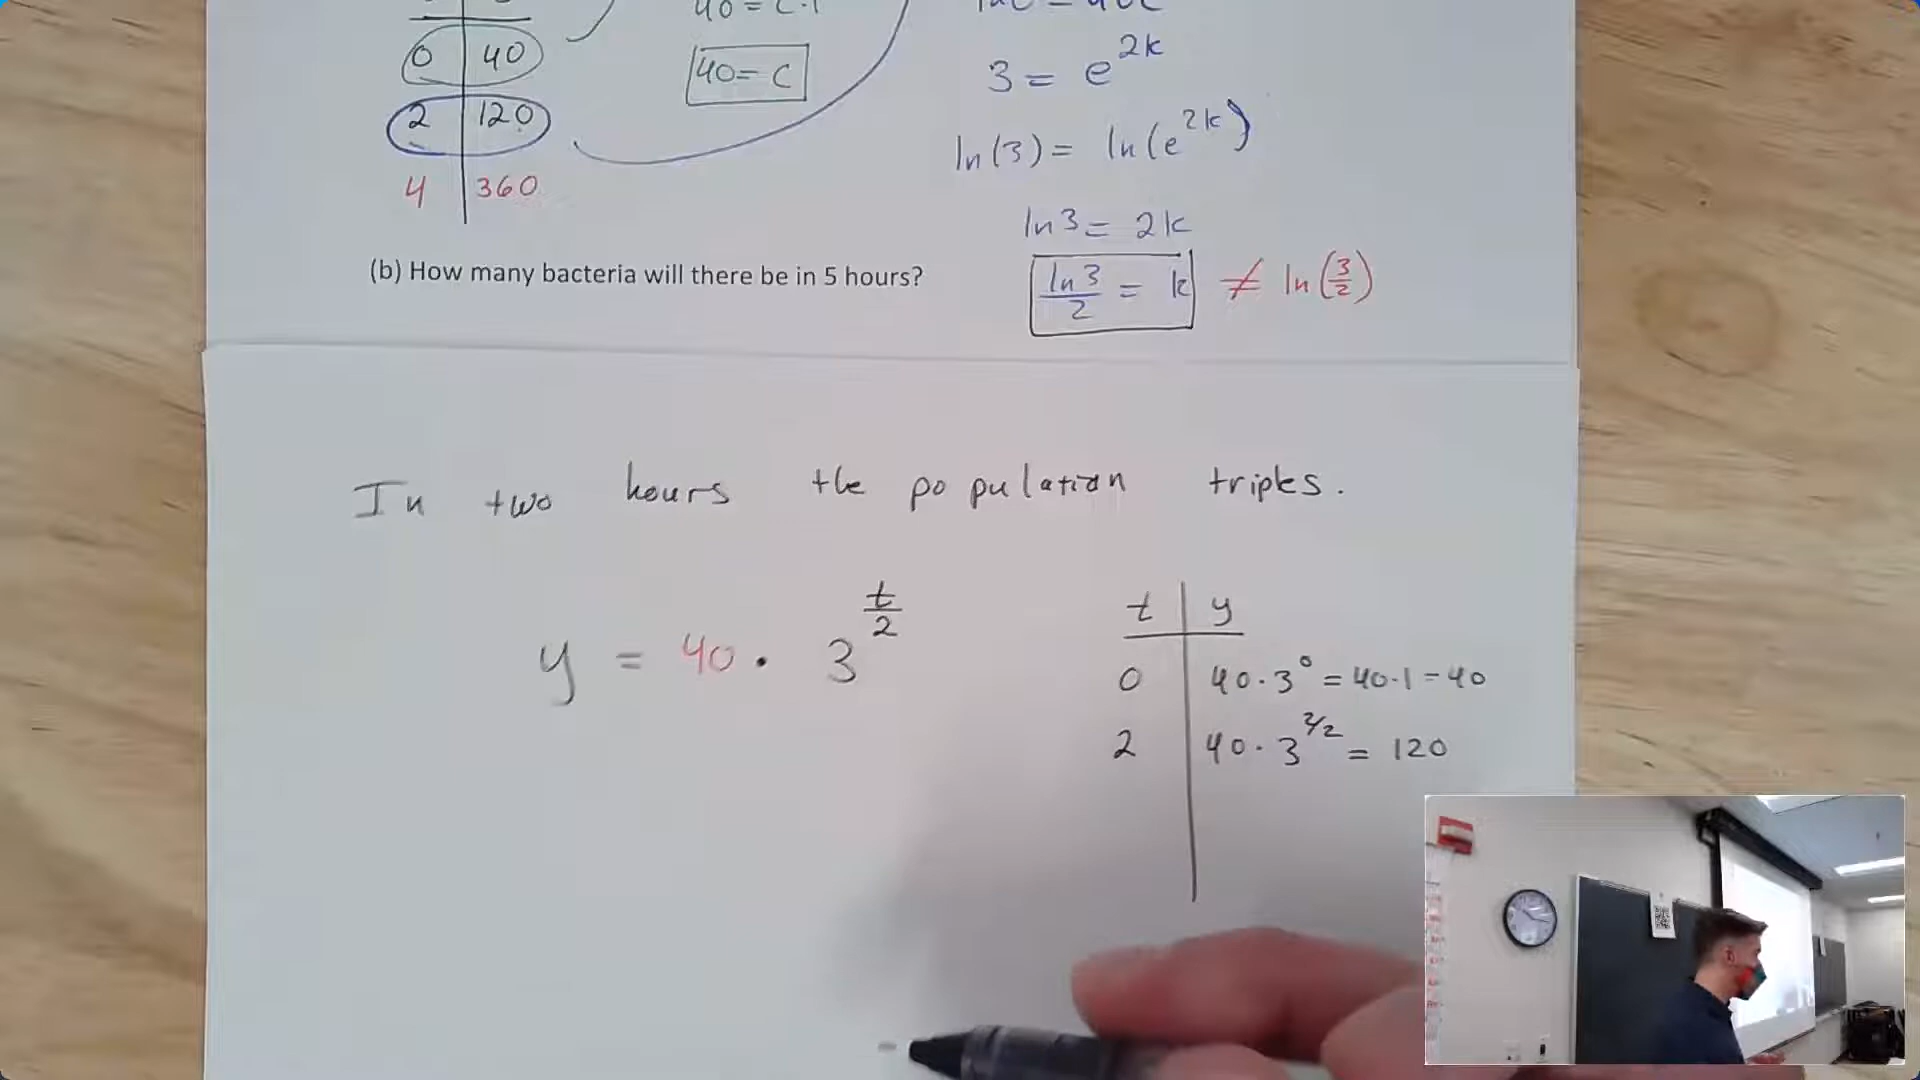 40 = C·1
0 40
40 = C
3 = e^2k
2 120
ln(3) = ln(e^2k)
4 360
ln3 = 2k
(b) How many bacteria will there be in 5 hours?
ln3/2 = k ≠ ln(3/2)
In two hours the population triples.
y = 40 · 3^t/2
t y
0 40·3^0 = 40·1 = 40
2 40·3^2/2 = 120